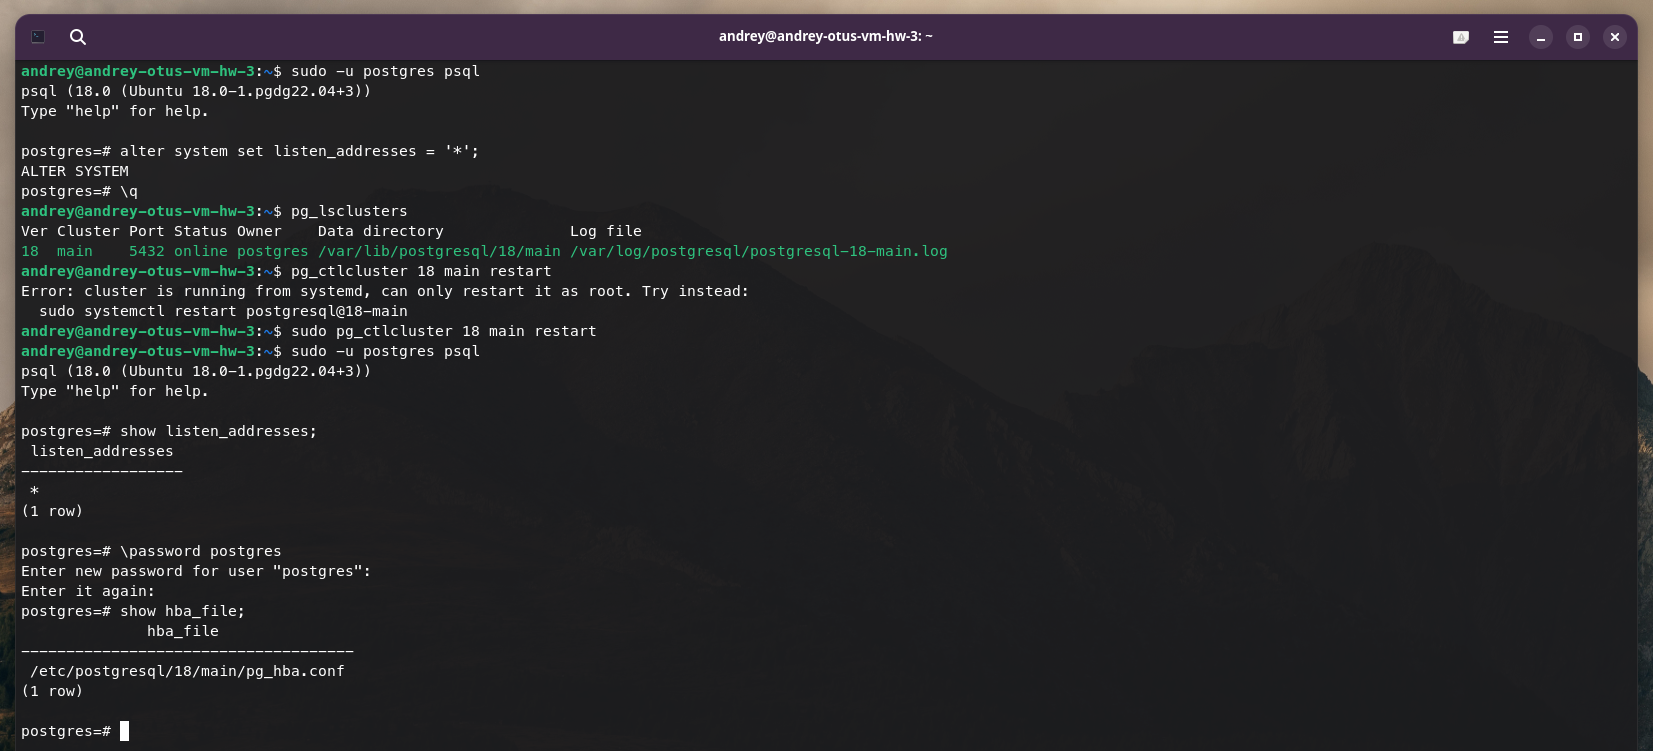 andrey@andrey-otus-vm-hw-3: ~
andrey@andrey-otus-vm-hw-3:~$ sudo -u postgres psql
psql (18.0 (Ubuntu 18.0-1.pgdg22.04+3))
Type "help" for help.
postgres=# alter system set listen_addresses = '*';
ALTER SYSTEM
postgres=# \q
andrey@andrey-otus-vm-hw-3:~$ pg_lsclusters
Ver Cluster Port Status Owner    Data directory              Log file
18  main    5432 online postgres /var/lib/postgresql/18/main /var/log/postgresql/postgresql-18-main.log
andrey@andrey-otus-vm-hw-3:~$ pg_ctlcluster 18 main restart
Error: cluster is running from systemd, can only restart it as root. Try instead:
  sudo systemctl restart postgresql@18-main
andrey@andrey-otus-vm-hw-3:~$ sudo pg_ctlcluster 18 main restart
andrey@andrey-otus-vm-hw-3:~$ sudo -u postgres psql
psql (18.0 (Ubuntu 18.0-1.pgdg22.04+3))
Type "help" for help.
postgres=# show listen_addresses;
 listen_addresses
------------------
 *
(1 row)
postgres=# \password postgres
Enter new password for user "postgres":
Enter it again:
postgres=# show hba_file;
              hba_file
-------------------------------------
 /etc/postgresql/18/main/pg_hba.conf
(1 row)
postgres=#